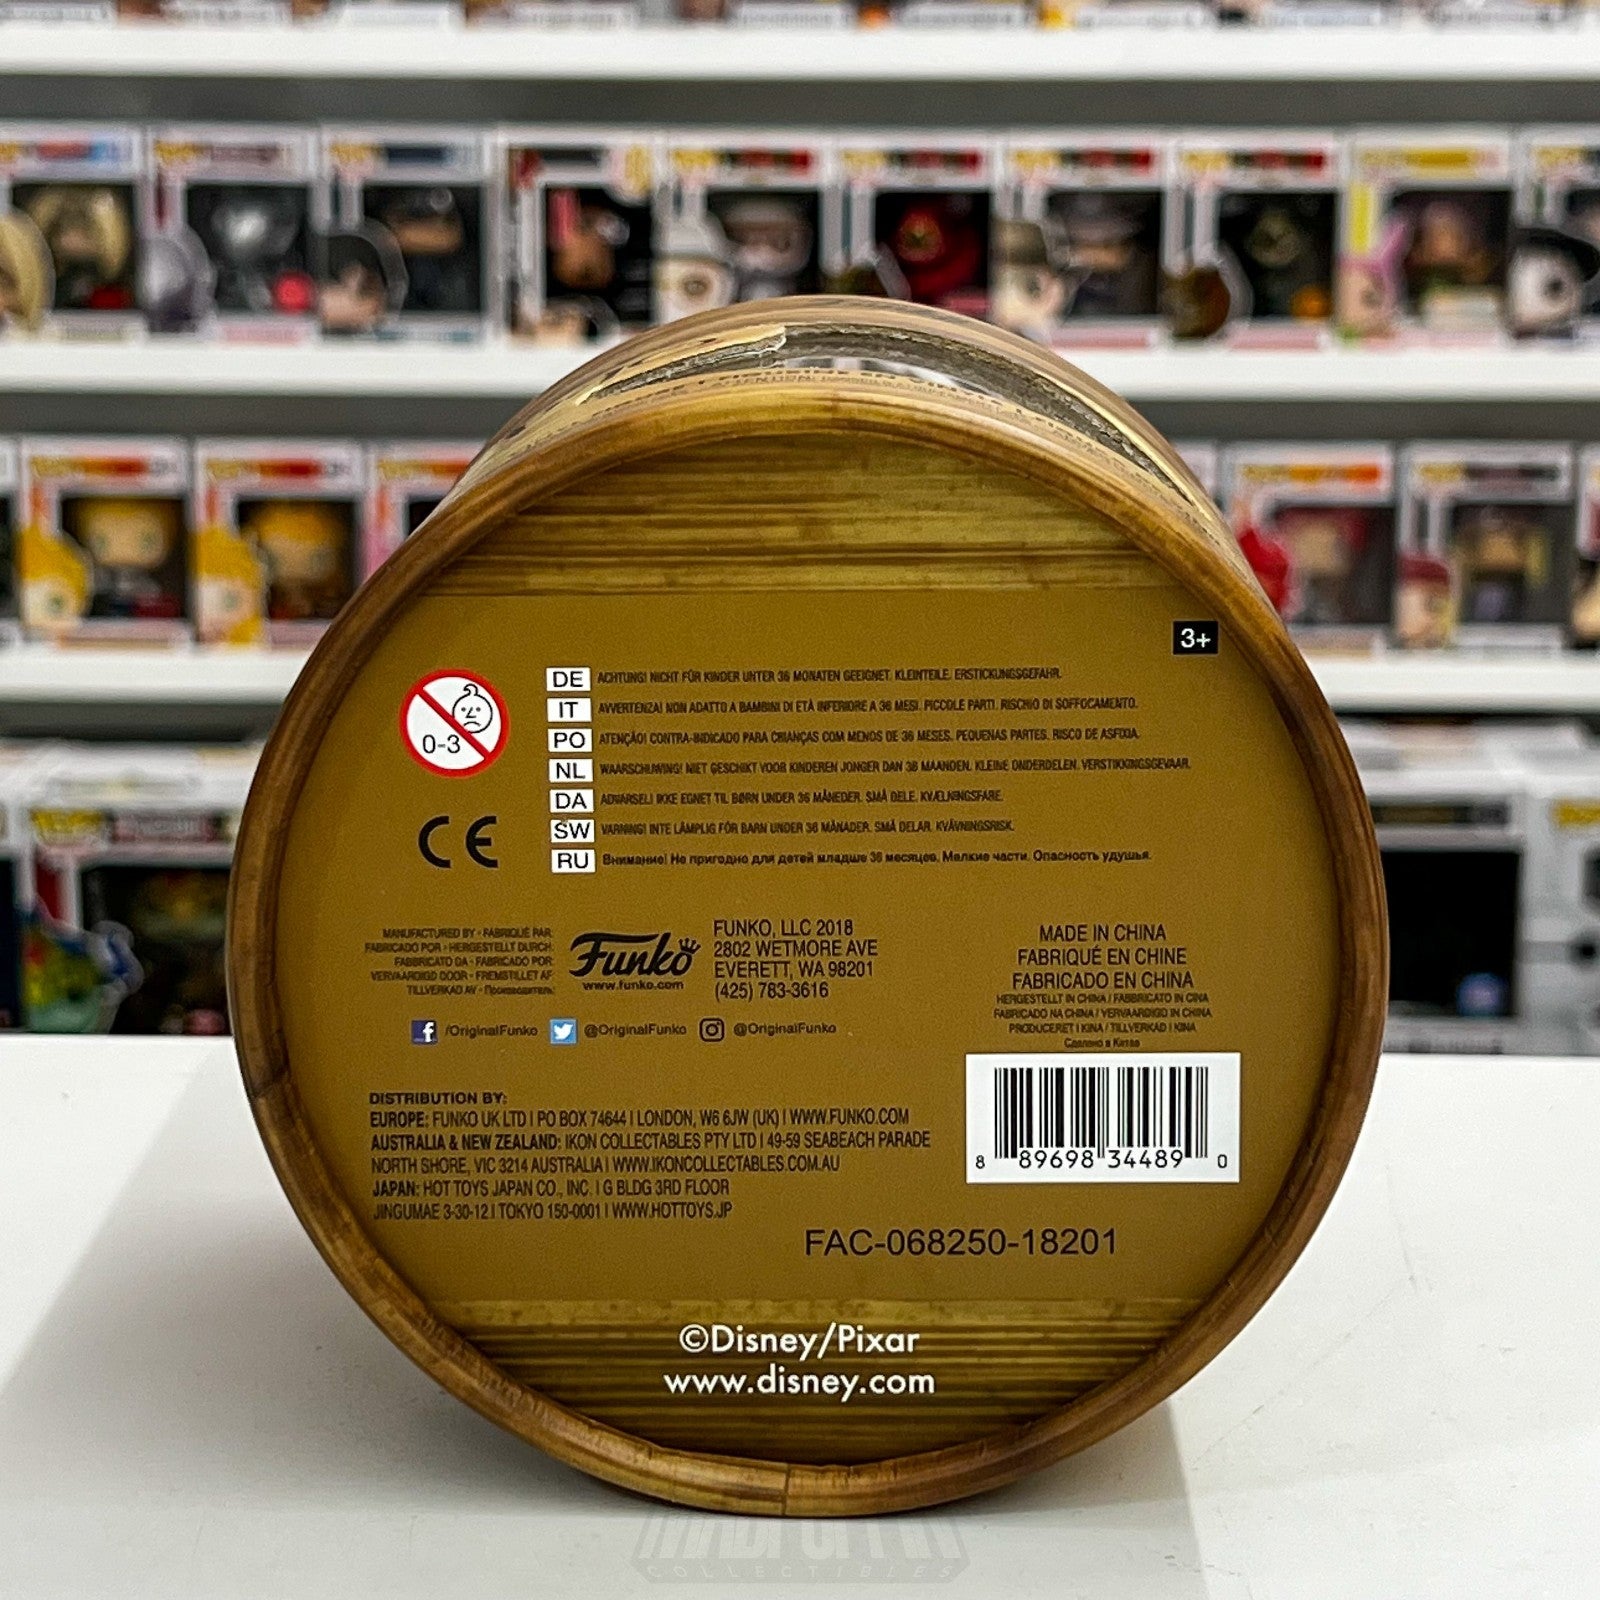 3+
0-3
DE ACHTUNG! NICHT FÜR KINDER UNTER 36 MONATEN GEEIGNET. KLEINTEILE. ERSTICKUNGSGEFAHR.
IT AVVERTENZA! NON ADATTO A BAMBINI DI ETÀ INFERIORE A 36 MESI. PICCOLE PARTI. RISCHIO DI SOFFOCAMENTO.
PO ATENÇÃO! CONTRA-INDICADO PARA CRIANÇAS COM MENOS DE 36 MESES. PEQUENAS PARTES. RISCO DE ASFIXIA.
NL WAARSCHUWING! NIET GESCHIKT VOOR KINDEREN JONGER DAN 36 MAANDEN. KLEINE ONDERDELEN. VERSTIKKINGSGEVAAR.
DA ADVARSEL! IKKE EGNET TIL BØRN UNDER 36 MÅNEDER. SMÅ DELE. KVÆLNINGSFARE.
SW VARNING! INTE LÄMPLIG FÖR BARN UNDER 36 MÅNADER. SMÅ DELAR. KVÄVNINGSRISK.
RU Внимание! Не пригодно для детей младше 36 месяцев. Мелкие части. Опасность удушья.
CE
MANUFACTURED BY • FABRIQUÉ PAR:
FABRICADO POR • HERGESTELLT DURCH:
FABBRICATO DA • FABRICADO POR:
VERVAARDIGD DOOR • FREMSTILLET AF:
TILLVERKAD AV • Производитель:
Funko
www.funko.com
FUNKO, LLC 2018
2802 WETMORE AVE
EVERETT, WA 98201
(425) 783-3616
MADE IN CHINA
FABRIQUÉ EN CHINE
FABRICADO EN CHINA
HERGESTELLT IN CHINA / FABBRICATO IN CINA
FABRICADO NA CHINA / VERVAARDIGD IN CHINA
PRODUCERET I KINA / TILLVERKAD I KINA
Сделано в Китае
f /OriginalFunko @OriginalFunko @OriginalFunko
DISTRIBUTION BY:
EUROPE: FUNKO UK LTD | PO BOX 74644 | LONDON, W6 6JW (UK) | WWW.FUNKO.COM
AUSTRALIA & NEW ZEALAND: IKON COLLECTABLES PTY LTD | 49-59 SEABEACH PARADE
NORTH SHORE, VIC 3214 AUSTRALIA | WWW.IKONCOLLECTABLES.COM.AU
JAPAN: HOT TOYS JAPAN CO., INC. | G BLDG 3RD FLOOR
JINGUMAE 3-30-12 | TOKYO 150-0001 | WWW.HOTTOYS.JP
8 89698 34489 0
FAC-068250-18201
©Disney/Pixar
www.disney.com
COLLECTIBLES